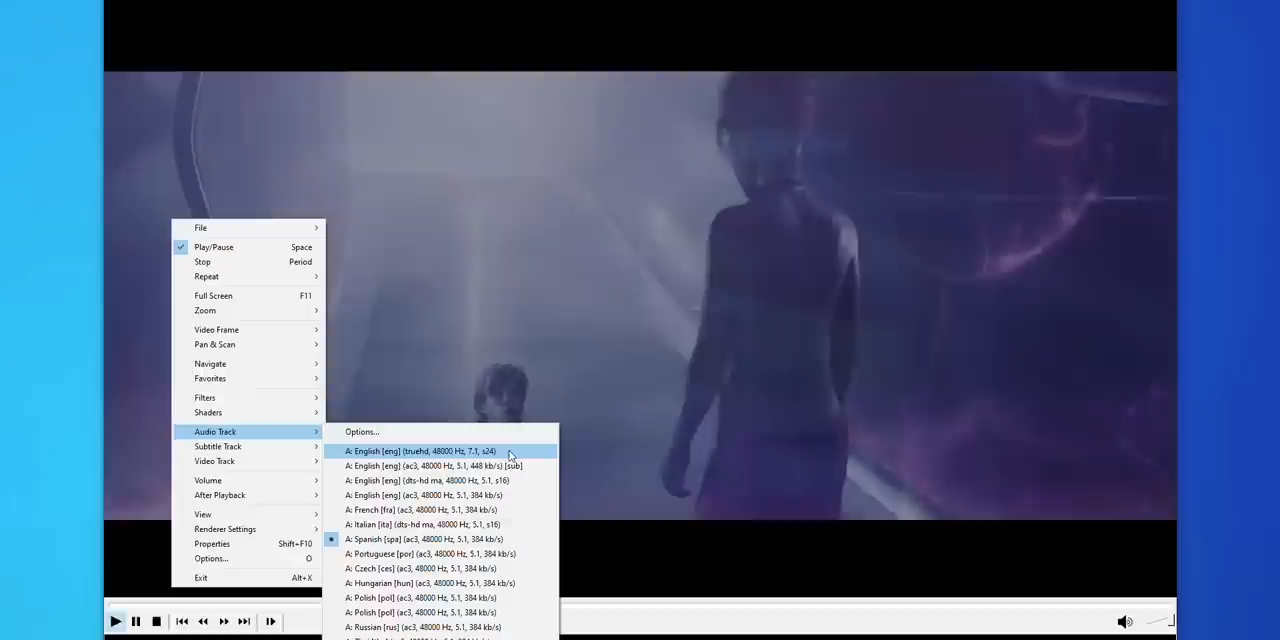 File
Play/Pause Space
Stop Period
Repeat
Full Screen F11
Zoom
Video Frame
Pan & Scan
Navigate
Favorites
Filters
Shaders
Audio Track
Subtitle Track
Video Track
Volume
After Playback
View
Renderer Settings
Properties Shift+F10
Options... O
Exit Alt+X
Options...
A: English [eng] (truehd, 48000 Hz, 7.1, s24)
A: English [eng] (ac3, 48000 Hz, 5.1, 448 kb/s) [sub]
A: English [eng] (dts-hd ma, 48000 Hz, 5.1, s16)
A: English [eng] (ac3, 48000 Hz, 5.1, 384 kb/s)
A: French [fra] (ac3, 48000 Hz, 5.1, 384 kb/s)
A: Italian [ita] (dts-hd ma, 48000 Hz, 5.1, s16)
A: Spanish [spa] (ac3, 48000 Hz, 5.1, 384 kb/s)
A: Portuguese [por] (ac3, 48000 Hz, 5.1, 384 kb/s)
A: Czech [ces] (ac3, 48000 Hz, 5.1, 384 kb/s)
A: Hungarian [hun] (ac3, 48000 Hz, 5.1, 384 kb/s)
A: Polish [pol] (ac3, 48000 Hz, 5.1, 384 kb/s)
A: Polish [pol] (ac3, 48000 Hz, 5.1, 384 kb/s)
A: Russian [rus] (ac3, 48000 Hz, 5.1, 384 kb/s)